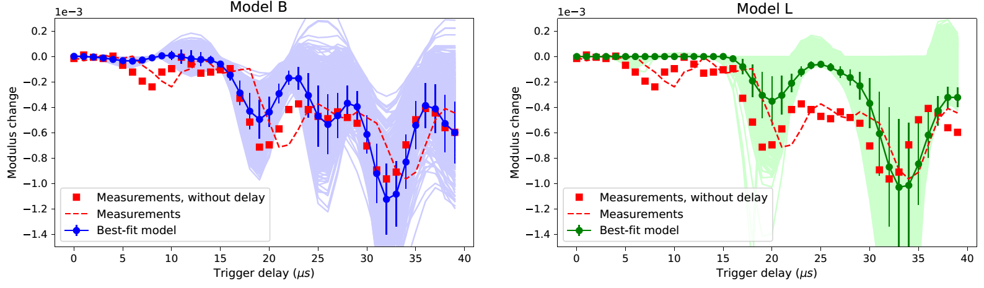 Model B
1e−3
0.2
0.0
−0.2
−0.4
−0.6
−0.8
−1.0
−1.2
−1.4
Modulus change
Measurements, without delay
Measurements
Best-fit model
0 5 10 15 20 25 30 35 40
Trigger delay (μs)
Model L
1e−3
0.2
0.0
−0.2
−0.4
−0.6
−0.8
−1.0
−1.2
−1.4
Modulus change
Measurements, without delay
Measurements
Best-fit model
0 5 10 15 20 25 30 35 40
Trigger delay (μs)